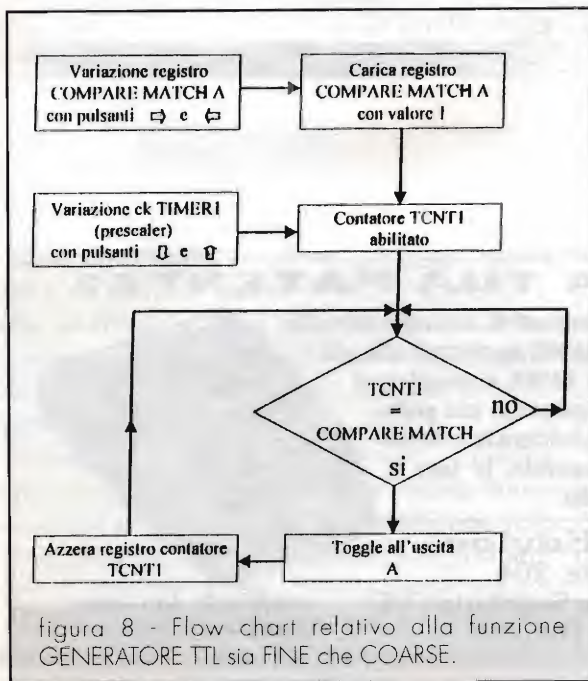 Variazione registro
COMPARE MATCH A
con pulsanti ⇨ e ⇦
Carica registro
COMPARE MATCH A
con valore 1
Variazione ck TIMER1
(prescaler)
con pulsanti ⇩ e ⇧
Contatore TCNT1
abilitato
TCNT1
=
COMPARE MATCH
no
si
Azzera registro contatore
TCNT1
Toggle all'uscita
A
figura 8 - Flow chart relativo alla funzione
GENERATORE TTL sia FINE che COARSE.